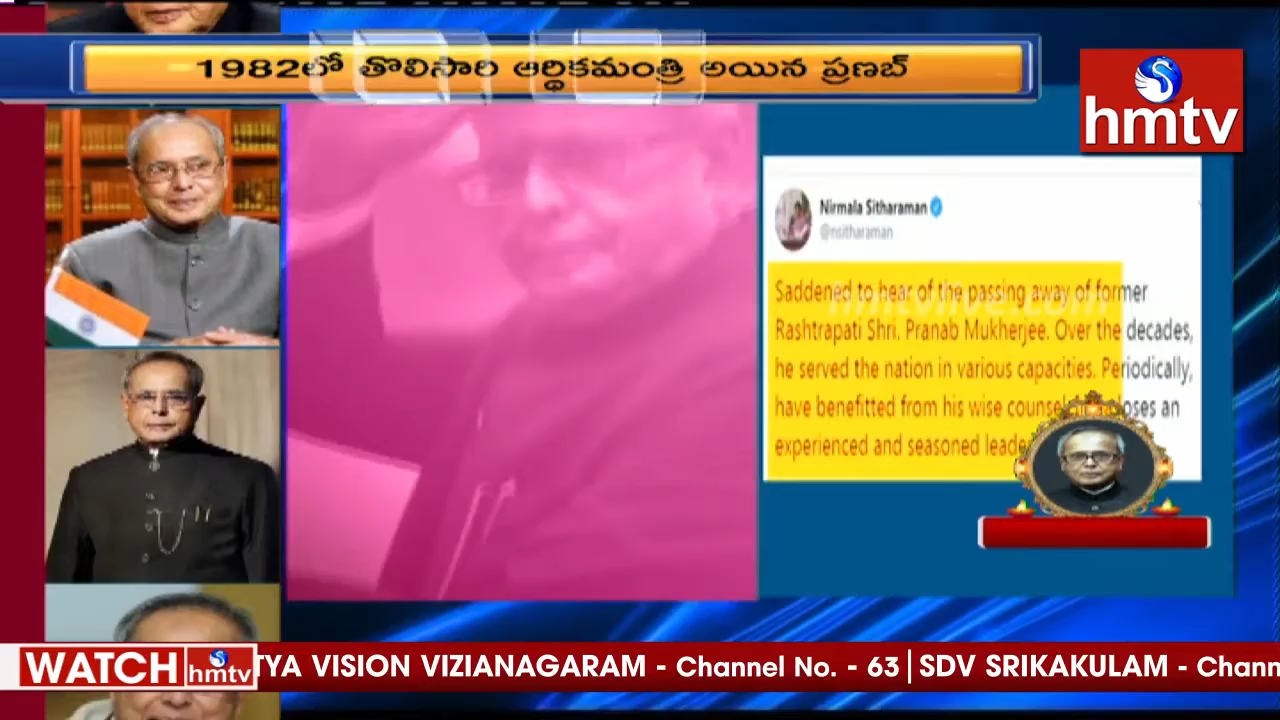 1982లో తొలిసారి ఆర్థికమంత్రి అయిన ప్రణబ్
hmtv
Nirmala Sitharaman
@nsitharaman
Saddened to hear of the passing away of former
Rashtrapati Shri. Pranab Mukherjee. Over the decades,
he served the nation in various capacities. Periodically,
have benefitted from his wise counsel
experienced and seasoned
hmtvlive.com
WATCH hmtv TYA VISION VIZIANAGARAM - Channel No. - 63 | SDV SRIKAKULAM - Chann